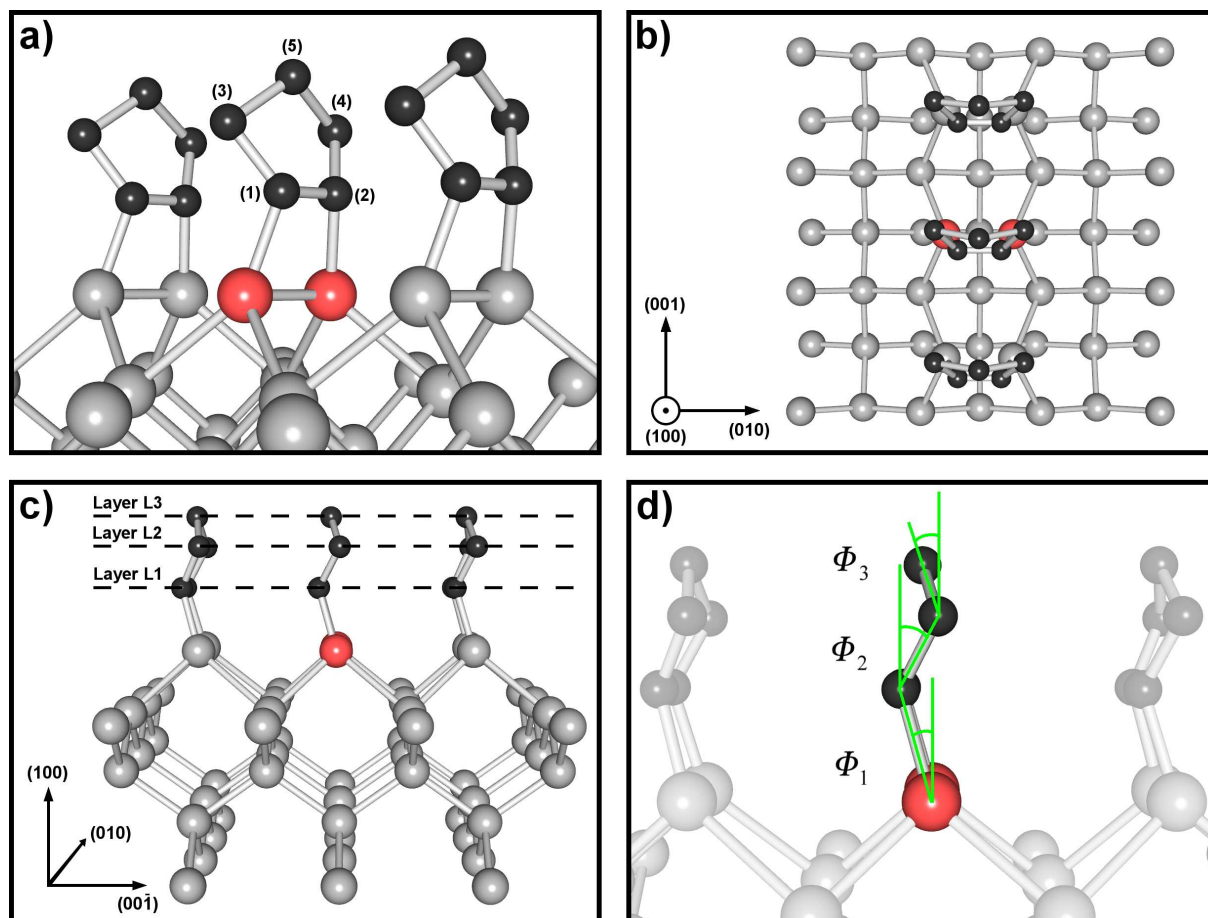 a)
(5)
(3)
(4)
(1)
(2)
b)
(001)
(100)
(010)
c)
Layer L3
Layer L2
Layer L1
(100)
(010)
(001̄)
d)
Φ₃
Φ₂
Φ₁